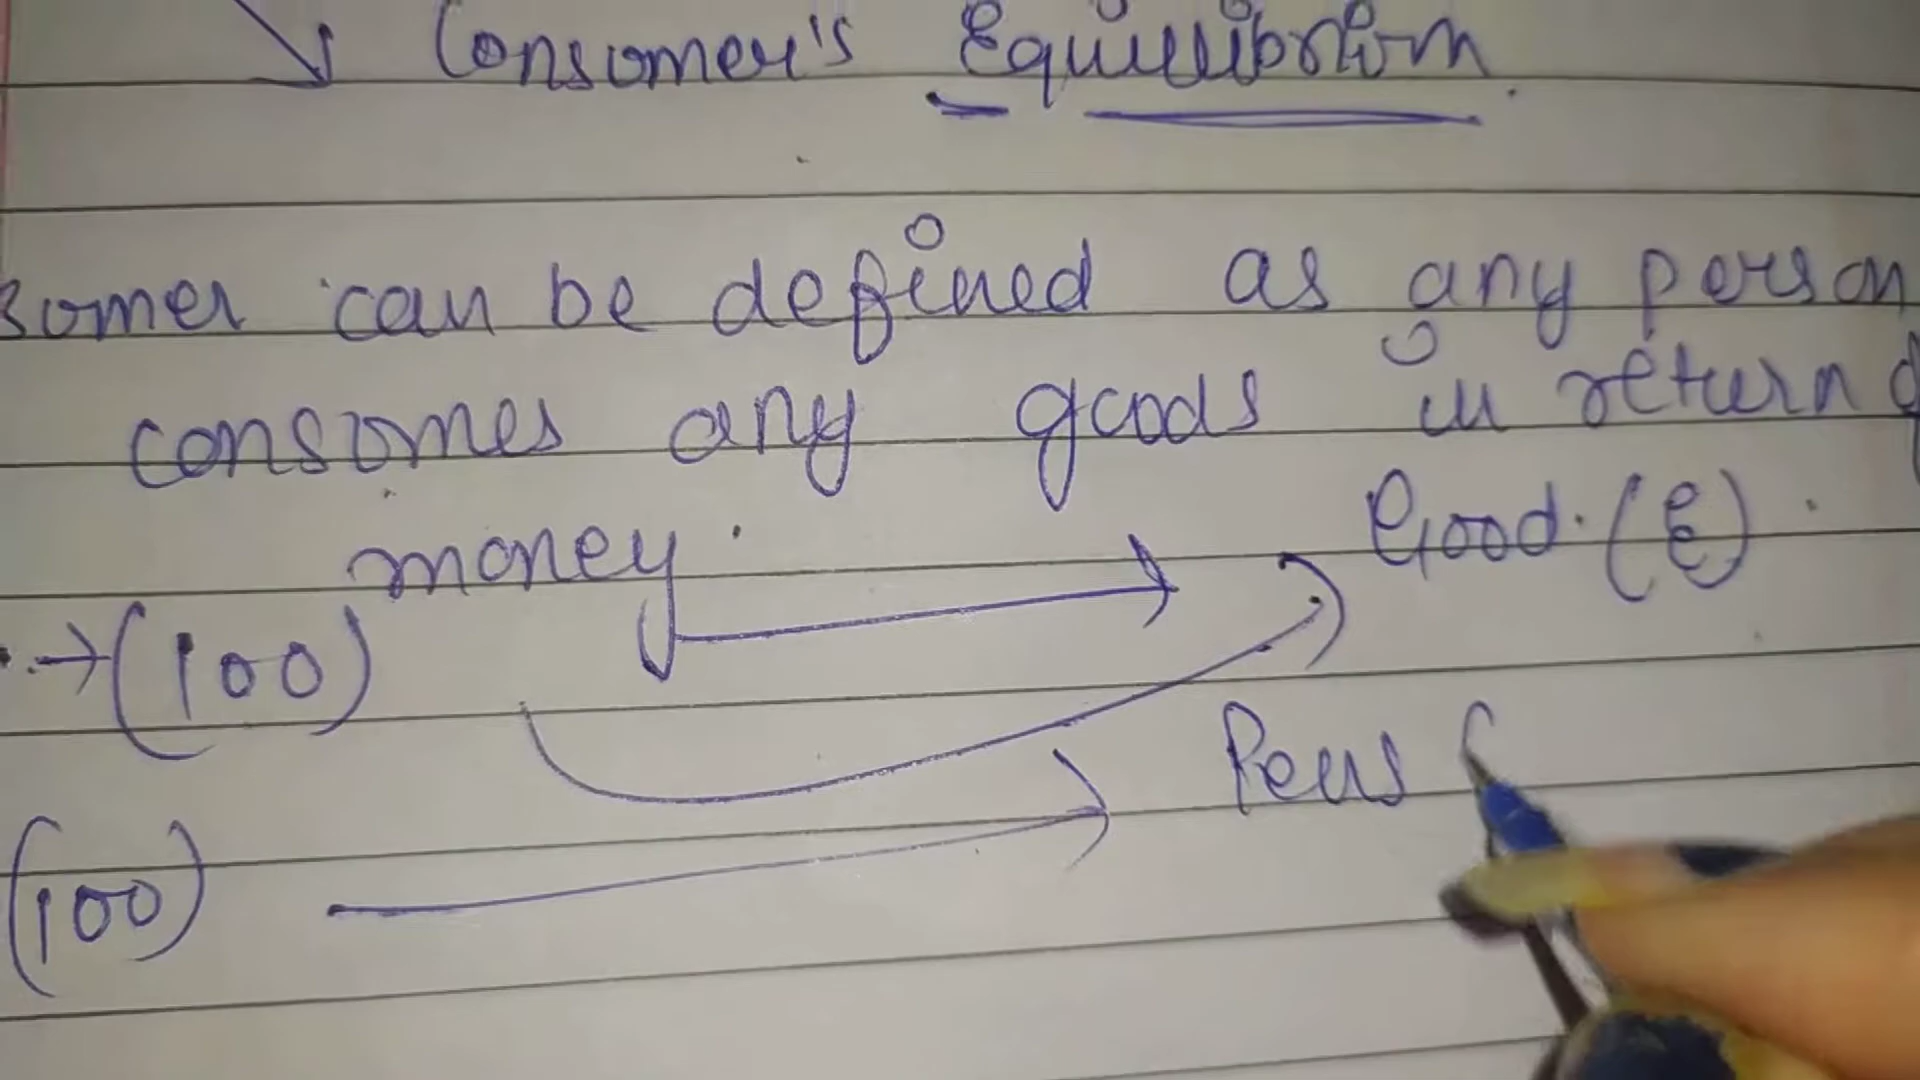 Consumer's Equilibrium
sumer can be defined as any person
consumes any goods in return
money.
Good. (
→ (100)
Pens (
(100)